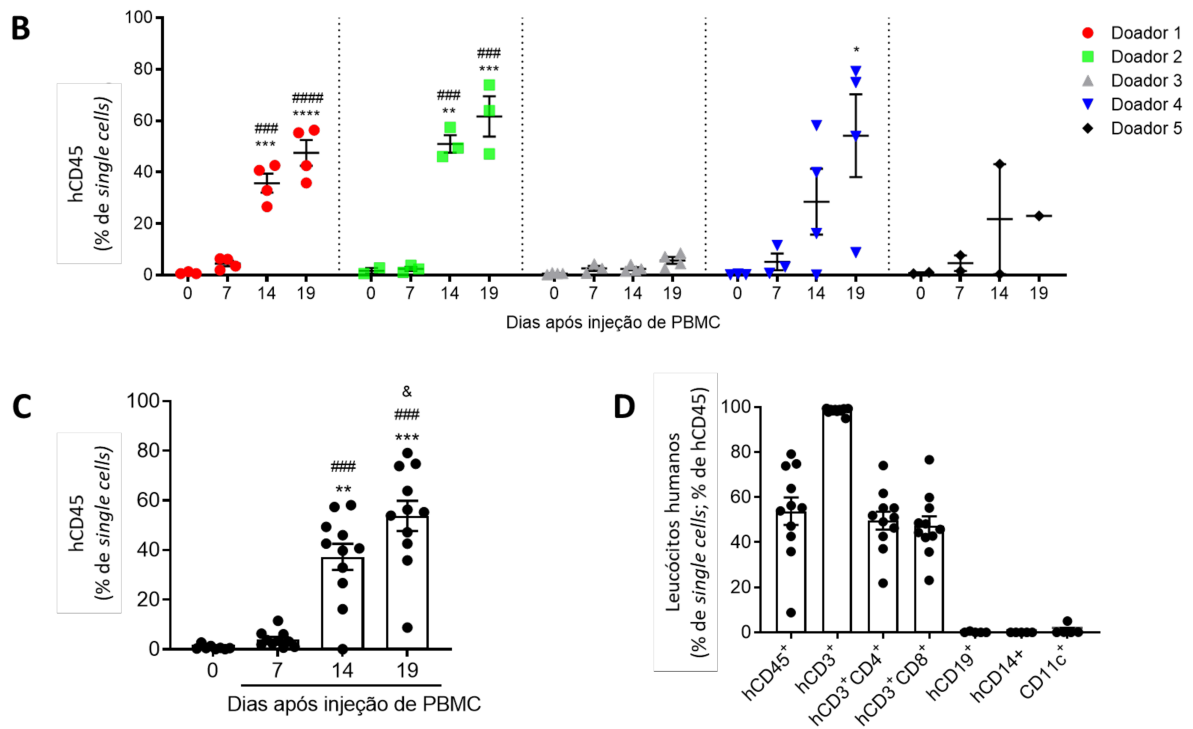 B
hCD45
(% de single cells)
100
80
60
40
20
0
###
***
####
****
###
**
###
***
*
0 7 14 19 0 7 14 19 0 7 14 19 0 7 14 19 0 7 14 19
Dias após injeção de PBMC
Doador 1
Doador 2
Doador 3
Doador 4
Doador 5
C
hCD45
(% de single cells)
100
80
60
40
20
0
###
**
&
###
***
0 7 14 19
Dias após injeção de PBMC
D
Leucócitos humanos
(% de single cells; % de hCD45)
100
80
60
40
20
0
hCD45⁺
hCD3⁺
hCD3⁺CD4⁺
hCD3⁺CD8⁺
hCD19⁺
hCD14+
CD11c⁺